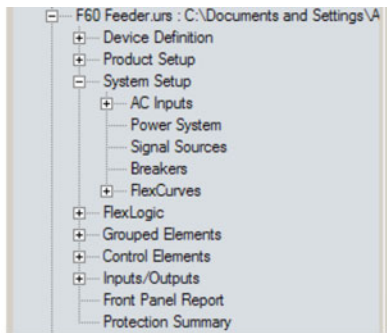 F60 Feeder.urs : C:\Documents and Settings\A
Device Definition
Product Setup
System Setup
AC Inputs
Power System
Signal Sources
Breakers
FlexCurves
FlexLogic
Grouped Elements
Control Elements
Inputs/Outputs
Front Panel Report
Protection Summary